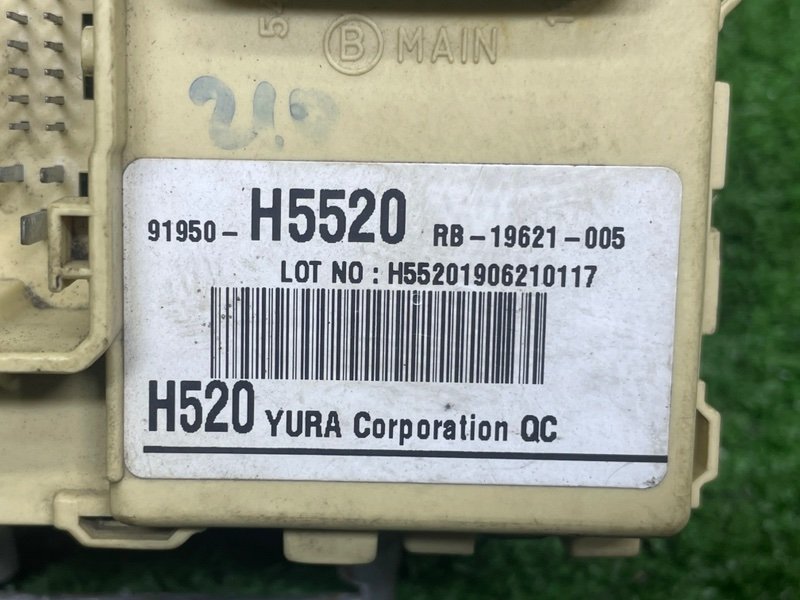 B MAIN
91950- H5520 RB-19621-005
LOT NO : H55201906210117
H520 YURA Corporation QC